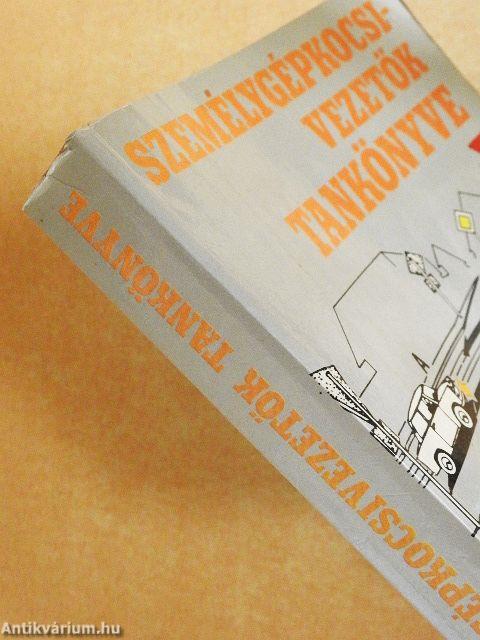 SZEMÉLYGÉPKOCSI-
VEZETŐK
TANKÖNYVE
ÉPKOCSIVEZETŐK TANKÖNYVE
Antikvárium.hu